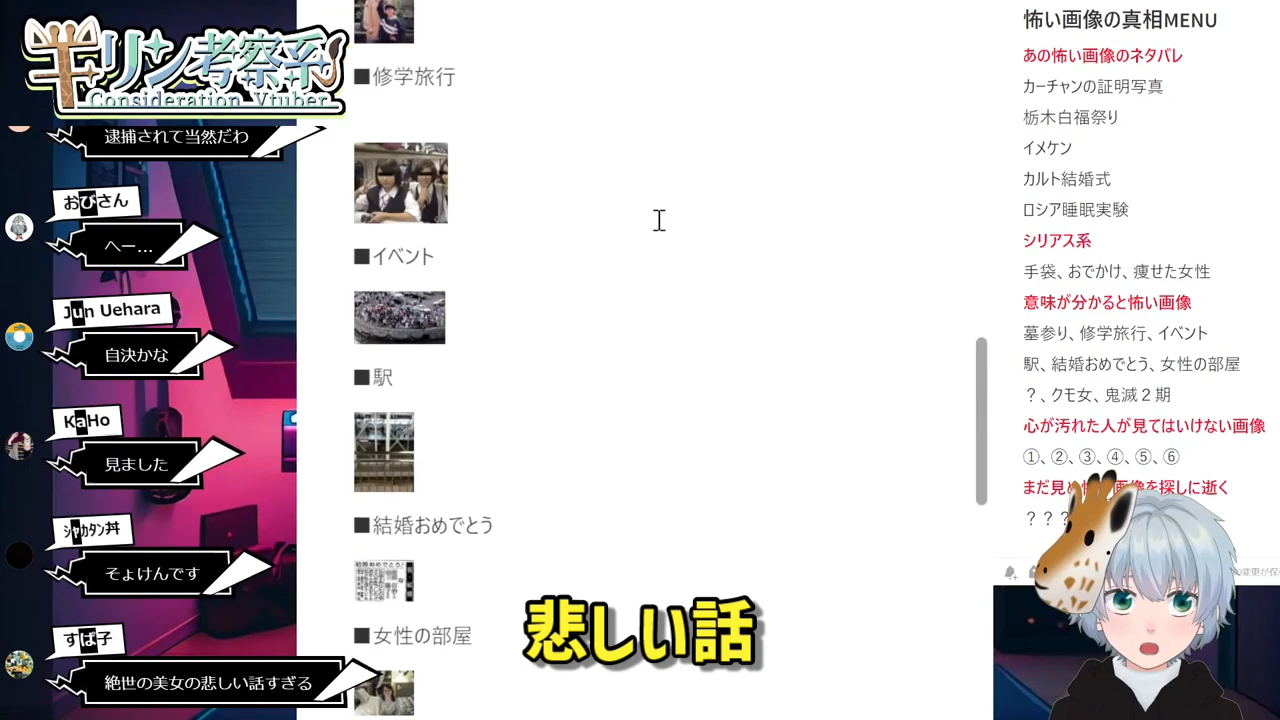 キリン考察系
Consideration Vtuber
逮捕されて当然だわ
おびさん
へー…
Jun Uehara
自決かな
KaHo
見ました
シャカタン丼
そょけんです
すぱ子
絶世の美女の悲しい話すぎる
■修学旅行
■イベント
■駅
■結婚おめでとう
結婚おめでとう!
■女性の部屋
悲しい話
怖い画像の真相MENU
あの怖い画像のネタバレ
カーチャンの証明写真
栃木白福祭り
イメケン
カルト結婚式
ロシア睡眠実験
シリアス系
手袋、おでかけ、痩せた女性
意味が分かると怖い画像
墓参り、修学旅行、イベント
駅、結婚おめでとう、女性の部屋
？、クモ女、鬼滅２期
心が汚れた人が見てはいけない画像
①、②、③、④、⑤、⑥
まだ見ぬ怖い画像を探しに逝く
？？？